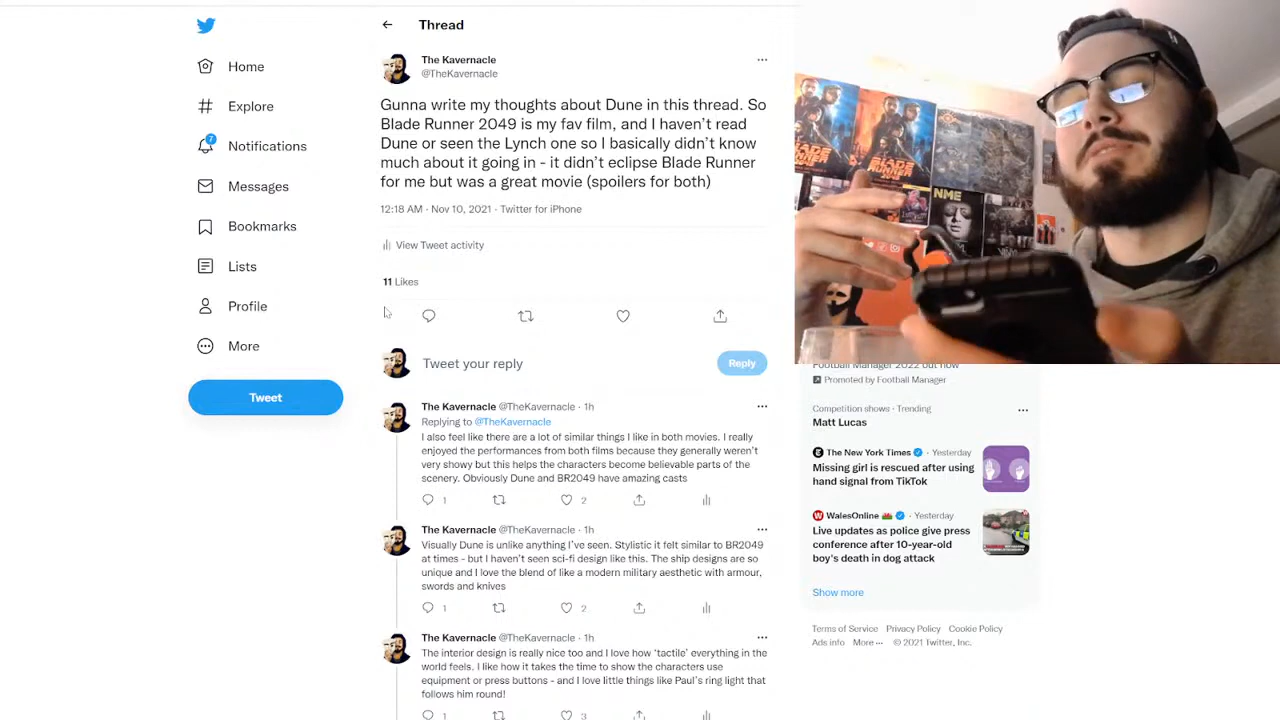 Thread
Home
Explore
7
Notifications
Messages
Bookmarks
Lists
Profile
More
Tweet
The Kavernacle
@TheKavernacle
Gunna write my thoughts about Dune in this thread. So
Blade Runner 2049 is my fav film, and I haven't read
Dune or seen the Lynch one so I basically didn't know
much about it going in - it didn't eclipse Blade Runner
for me but was a great movie (spoilers for both)
12:18 AM · Nov 10, 2021 · Twitter for iPhone
View Tweet activity
11 Likes
Tweet your reply
Reply
The Kavernacle @TheKavernacle · 1h
Replying to @TheKavernacle
I also feel like there are a lot of similar things I like in both movies. I really
enjoyed the performances from both films because they generally weren't
very showy but this helps the characters become believable parts of the
scenery. Obviously Dune and BR2049 have amazing casts
1 2
The Kavernacle @TheKavernacle · 1h
Visually Dune is unlike anything I've seen. Stylistic it felt similar to BR2049
at times - but I haven't seen sci-fi design like this. The ship designs are so
unique and I love the blend of like a modern military aesthetic with armour,
swords and knives
1 2
The Kavernacle @TheKavernacle · 1h
The interior design is really nice too and I love how 'tactile' everything in the
world feels. I like how it takes the time to show the characters use
equipment or press buttons - and I love little things like Paul's ring light that
follows him round!
1 3
BLADE
RUNNER
BLADE
RUNNER
2049
NME
Football Manager 2022 out now
Promoted by Football Manager
Competition shows · Trending
Matt Lucas
The New York Times · Yesterday
Missing girl is rescued after using
hand signal from TikTok
WalesOnline · Yesterday
Live updates as police give press
conference after 10-year-old
boy's death in dog attack
Show more
Terms of Service Privacy Policy Cookie Policy
Ads info More ··· © 2021 Twitter, Inc.